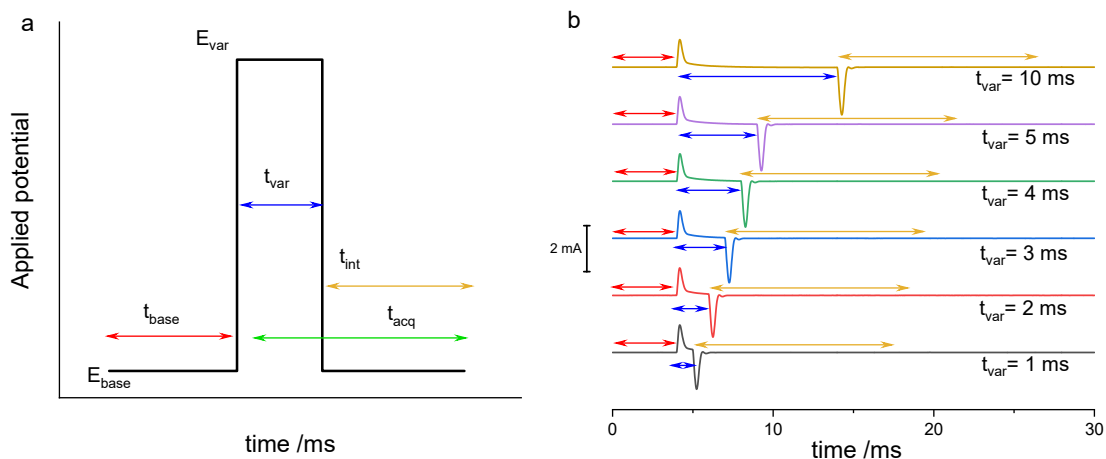 a
E_var
Applied potential
t_var
t_int
t_base
t_acq
E_base
time /ms
b
t_var= 10 ms
t_var= 5 ms
t_var= 4 ms
2 mA
t_var= 3 ms
t_var= 2 ms
t_var= 1 ms
0
10
20
30
time /ms